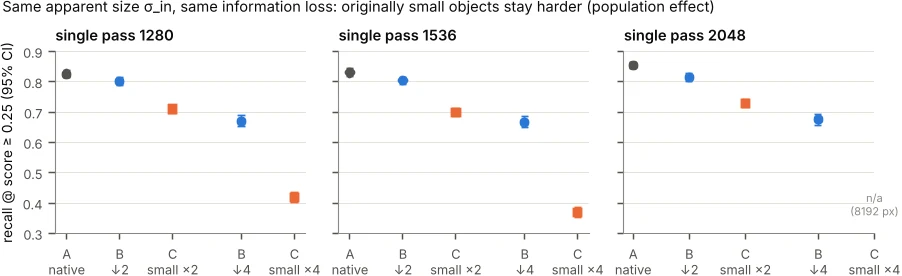 Same apparent size σ_in, same information loss: originally small objects stay harder (population effect)
single pass 1280
single pass 1536
single pass 2048
recall @ score ≥ 0.25 (95% CI)
0.9
0.8
0.7
0.6
0.5
0.4
0.3
n/a
(8192 px)
A B C B C
native ↓2 small ×2 ↓4 small ×4
A B C B C
native ↓2 small ×2 ↓4 small ×4
A B C B C
native ↓2 small ×2 ↓4 small ×4